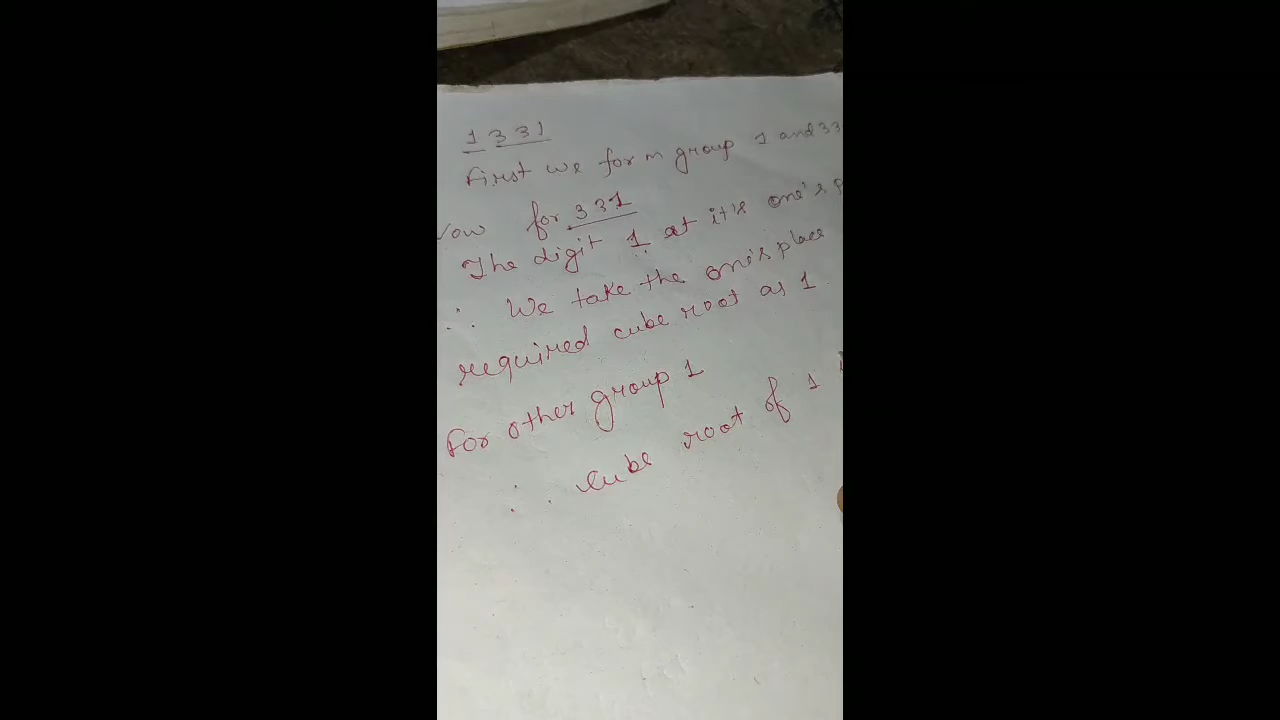 1331
First we form group 1 and 33
Now for 331
The digit 1 at it's one's
∴ We take the one's place
required cube root as 1.
For other group 1
∴ Cube root of 1